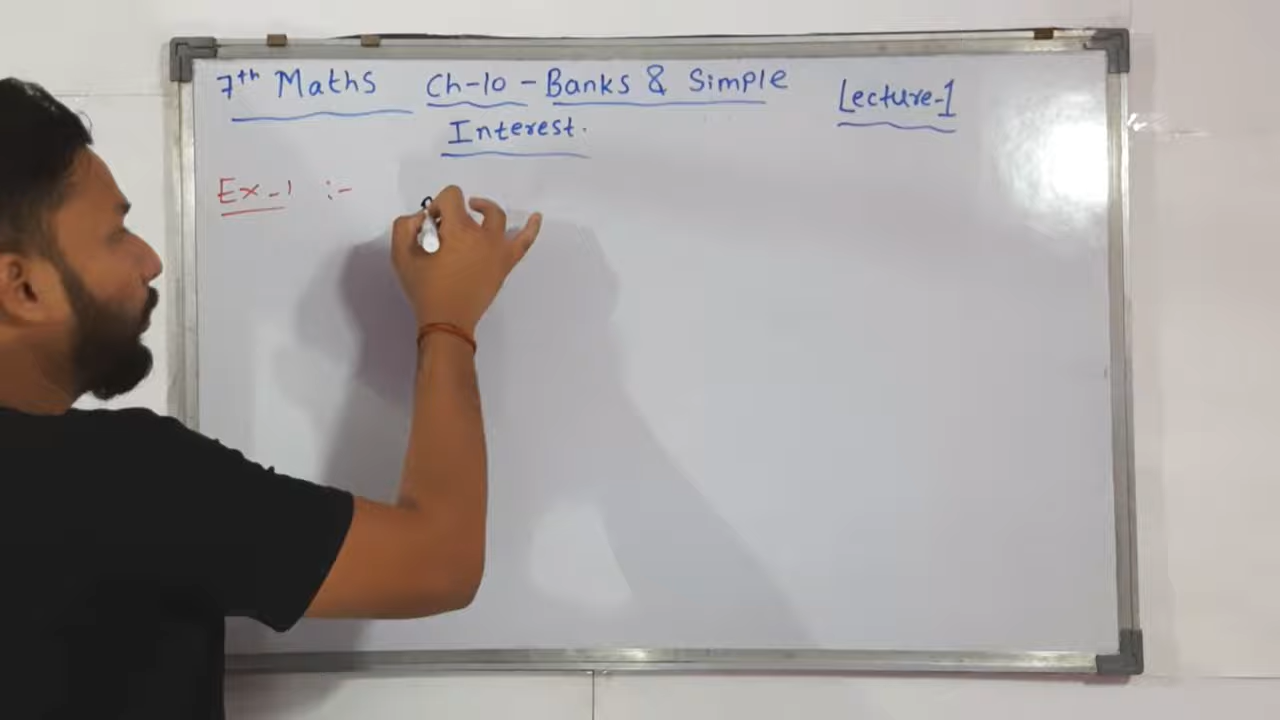 7th Maths Ch-10 - Banks & Simple Interest.
Lecture-1
Ex-1 :-